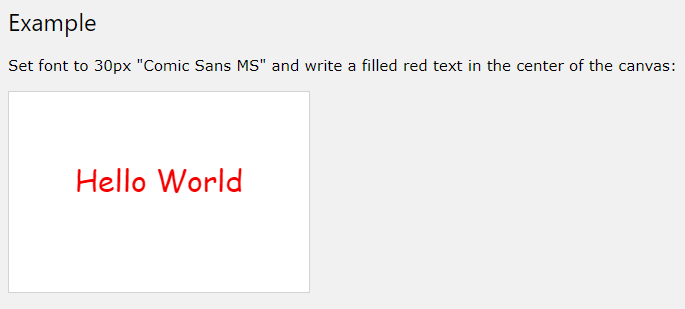 Example
Set font to 30px "Comic Sans MS" and write a filled red text in the center of the canvas:
Hello World